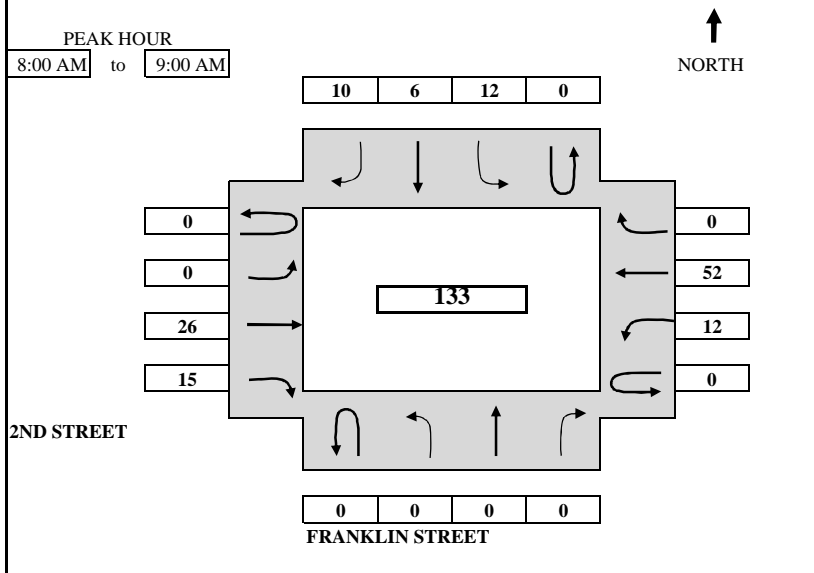 PEAK HOUR
8:00 AM to 9:00 AM
NORTH
10 6 12 0
0 0
0 52
133
26 12
15 0
2ND STREET
0 0 0 0
FRANKLIN STREET